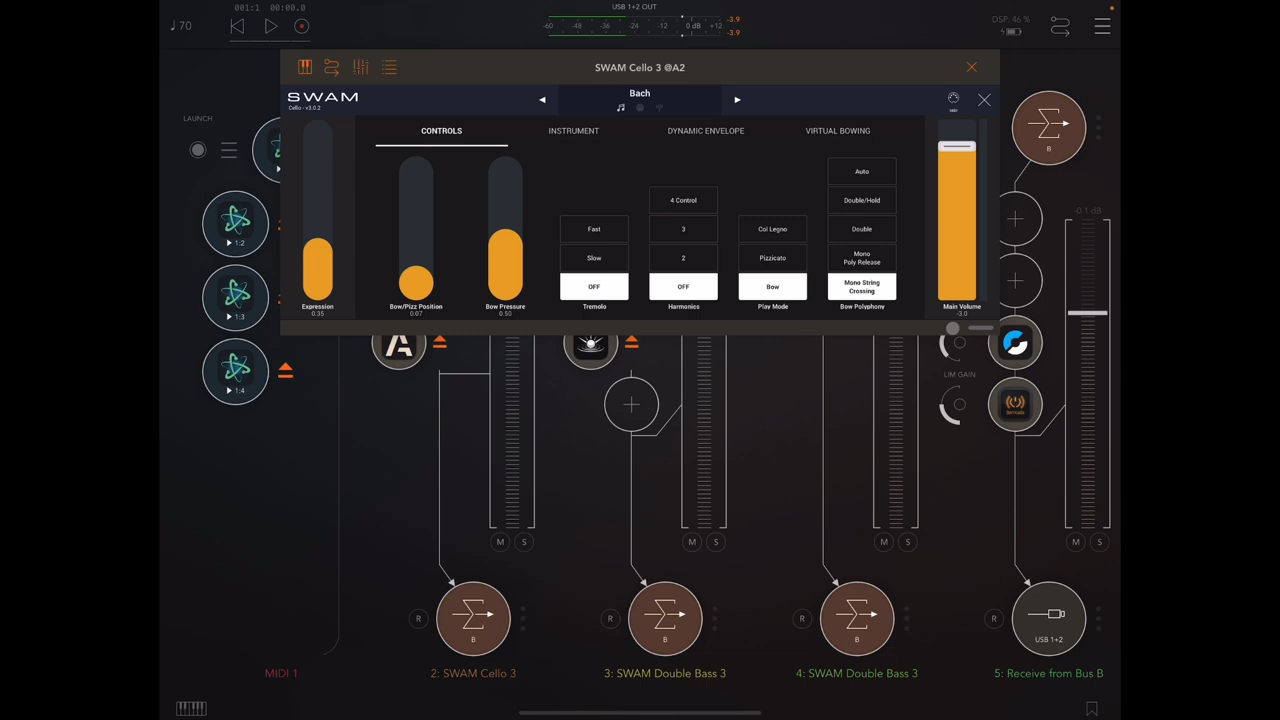 USB 1+2 OUT
001:1 00:00.0
70
-60 -48 -36 -24 -12 0 dB +12
-3.9
-3.9
DSP: 46 %
SWAM Cello 3 @A2
SWAM
Cello - v3.0.2
Bach
MIDI
LAUNCH
CONTROLS
INSTRUMENT
DYNAMIC ENVELOPE
VIRTUAL BOWING
B
Auto
4 Control
Double/Hold
Fast
3
Col Legno
Double
Slow
2
Pizzicato
Mono
Poly Release
OFF
OFF
Bow
Mono String
Crossing
Expression
0.35
Bow/Pizz Position
0.07
Bow Pressure
0.50
Tremolo
Harmonics
Play Mode
Bow Polyphony
Main Volume
-3.0
-0.1 dB
1:2
1:3
1:4
A
LIM GAIN
Barricade
M S
M S
M S
M S
R
B
R
B
R
B
R
USB 1+2
MIDI 1
2: SWAM Cello 3
3: SWAM Double Bass 3
4: SWAM Double Bass 3
5: Receive from Bus B